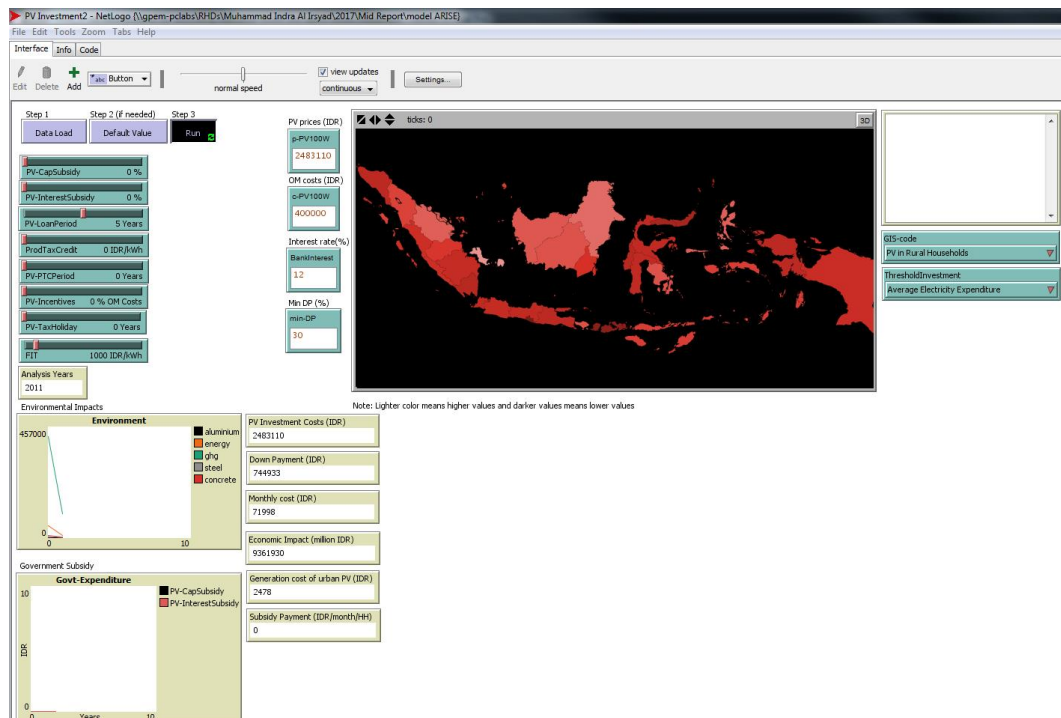 PV Investment2 - NetLogo {\\gpem-pclabs\RHDs\Muhammad Indra Al Irsyad\2017\Mid Report\model ARISE}
File Edit Tools Zoom Tabs Help
Interface Info Code
Edit Delete Add
abc Button
normal speed
view updates
continuous
Settings...
Step 1 Step 2 (if needed) Step 3
Data Load Default Value Run
PV-CapSubsidy 0 %
PV-InterestSubsidy 0 %
PV-LoanPeriod 5 Years
ProdTaxCredit 0 IDR/kWh
PV-PTCPeriod 0 Years
PV-Incentives 0 % OM Costs
PV-TaxHoliday 0 Years
FIT 1000 IDR/kWh
Analysis Years
2011
PV prices (IDR)
p-PV100W
2483110
OM costs (IDR)
o-PV100W
400000
Interest rate(%)
BankInterest
12
Min DP (%)
min-DP
30
ticks: 0
3D
GIS-code
PV in Rural Households
ThresholdInvestment
Average Electricity Expenditure
Note: Lighter color means higher values and darker values means lower values
Environmental Impacts
Environment
457000
0
0 10
aluminium
energy
ghg
steel
concrete
PV Investment Costs (IDR)
2483110
Down Payment (IDR)
744933
Monthly cost (IDR)
71998
Economic Impact (million IDR)
9361930
Generation cost of urban PV (IDR)
2478
Subsidy Payment (IDR/month/HH)
0
Government Subsidy
Govt-Expenditure
10
IDR
0
0 Years 10
PV-CapSubsidy
PV-InterestSubsidy